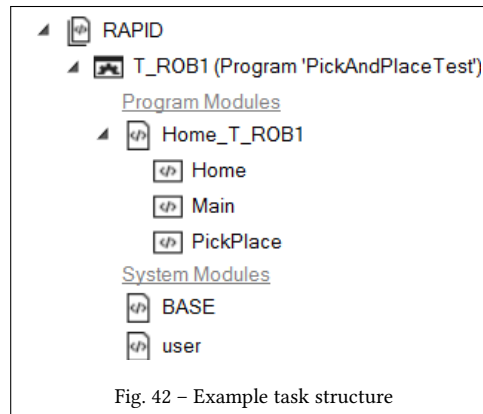 RAPID
T_ROB1 (Program 'PickAndPlaceTest')
Program Modules
Home_T_ROB1
Home
Main
PickPlace
System Modules
BASE
user
Fig. 42 – Example task structure